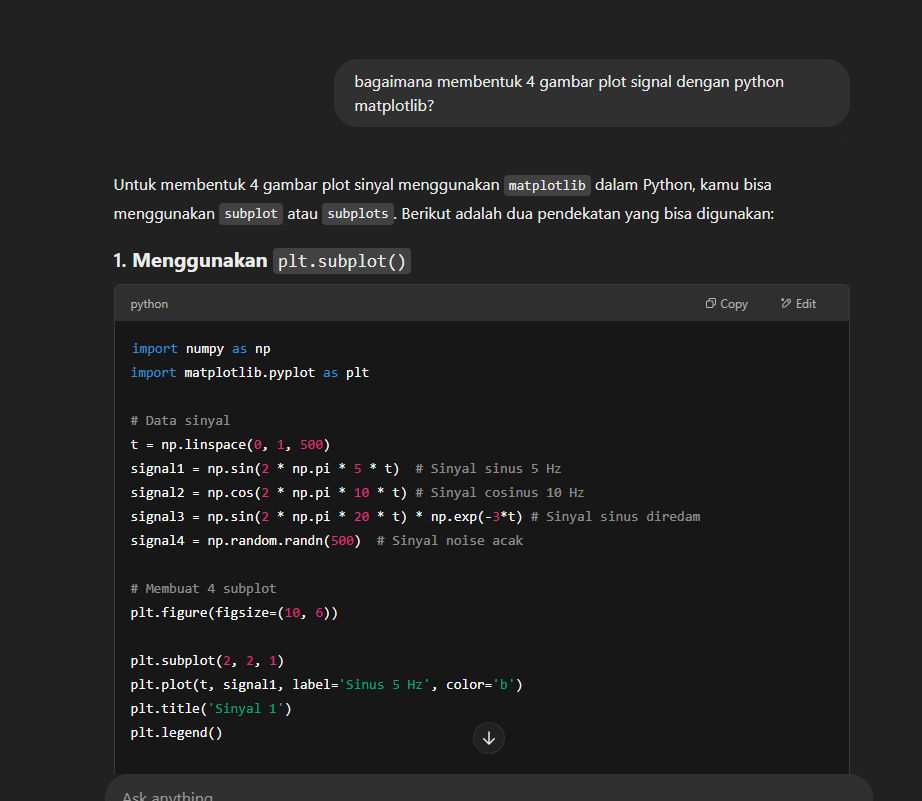 bagaimana membentuk 4 gambar plot signal dengan python
matplotlib?
Untuk membentuk 4 gambar plot sinyal menggunakan matplotlib dalam Python, kamu bisa
menggunakan subplot atau subplots. Berikut adalah dua pendekatan yang bisa digunakan:
1. Menggunakan plt.subplot()
python Copy Edit
import numpy as np
import matplotlib.pyplot as plt
# Data sinyal
t = np.linspace(0, 1, 500)
signal1 = np.sin(2 * np.pi * 5 * t)  # Sinyal sinus 5 Hz
signal2 = np.cos(2 * np.pi * 10 * t) # Sinyal cosinus 10 Hz
signal3 = np.sin(2 * np.pi * 20 * t) * np.exp(-3*t) # Sinyal sinus diredam
signal4 = np.random.randn(500)  # Sinyal noise acak
# Membuat 4 subplot
plt.figure(figsize=(10, 6))
plt.subplot(2, 2, 1)
plt.plot(t, signal1, label='Sinus 5 Hz', color='b')
plt.title('Sinyal 1')
plt.legend()
Ask anything